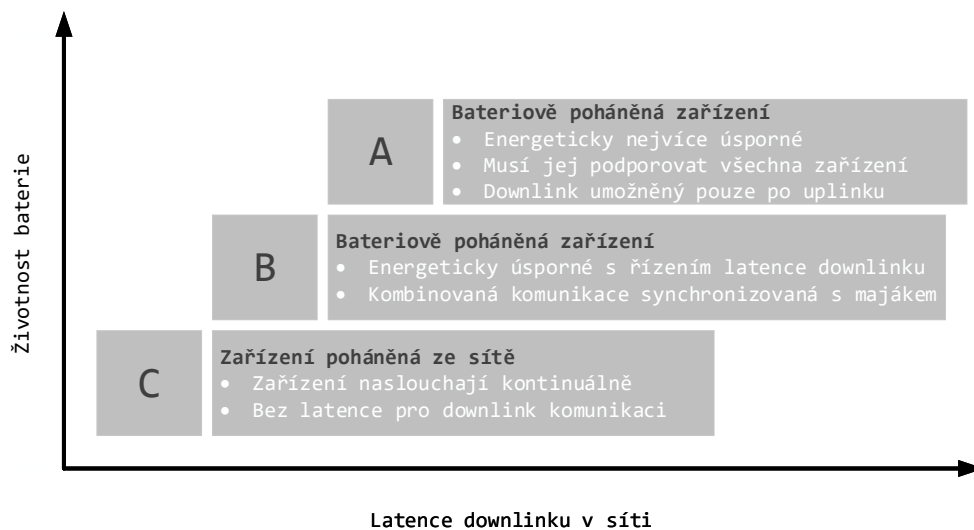 Životnost baterie
A
Bateriově poháněná zařízení
• Energeticky nejvíce úsporné
• Musí jej podporovat všechna zařízení
• Downlink umožněný pouze po uplinku
B
Bateriově poháněná zařízení
• Energeticky úsporné s řízením latence downlinku
• Kombinovaná komunikace synchronizovaná s majákem
C
Zařízení poháněná ze sítě
• Zařízení naslouchají kontinuálně
• Bez latence pro downlink komunikaci
Latence downlinku v síti